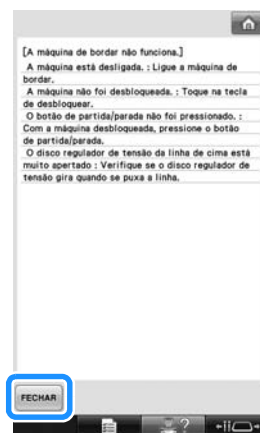 [A máquina de bordar não funciona.]
A máquina está desligada. : Ligue a máquina de
bordar.
A máquina não foi desbloqueada. : Toque na tecla
de desbloquear.
O botão de partida/parada não foi pressionado. :
Com a máquina desbloqueada, pressione o botão
de partida/parada.
O disco regulador de tensão da linha de cima está
muito apertado : Verifique se o disco regulador de
tensão gira quando se puxa a linha.
FECHAR
?